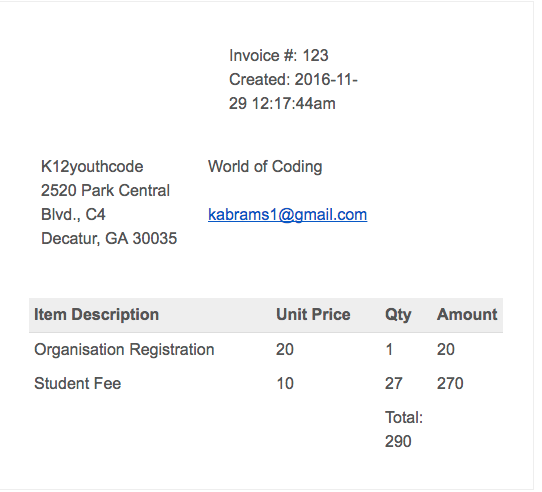 Invoice #: 123
Created: 2016-11-
29 12:17:44am
K12youthcode
2520 Park Central
Blvd., C4
Decatur, GA 30035
World of Coding
kabrams1@gmail.com
Item Description Unit Price Qty Amount
Organisation Registration 20 1 20
Student Fee 10 27 270
Total:
290